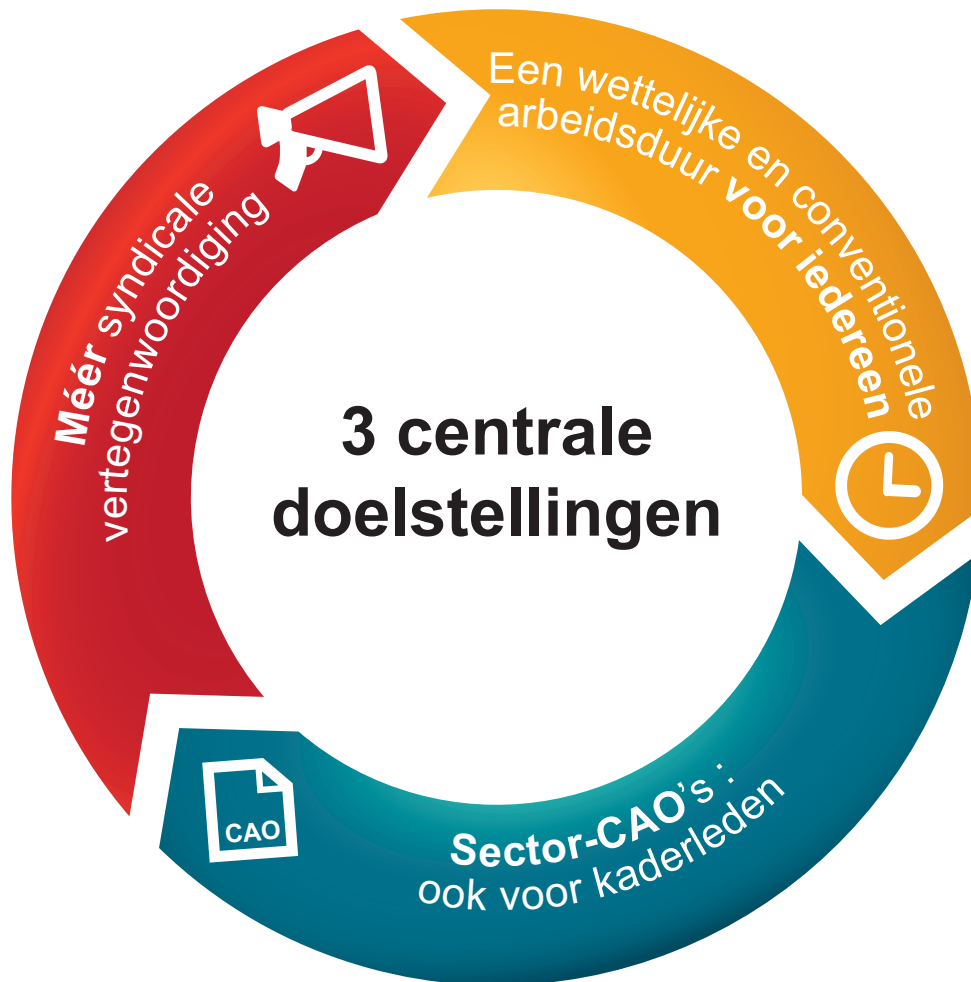 Een wettelijke en conventionele
arbeidsduur voor iedereen
Méér syndicale
vertegenwoordiging
3 centrale
doelstellingen
Sector-CAO's :
ook voor kaderleden
CAO